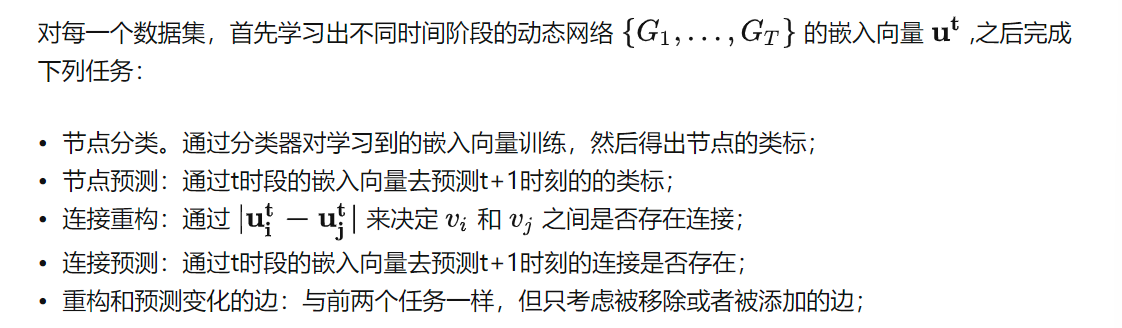 对每一个数据集，首先学习出不同时间阶段的动态网络 {G₁, . . . , G_T} 的嵌入向量 𝐮ᵗ ,之后完成
下列任务：
• 节点分类。通过分类器对学习到的嵌入向量训练，然后得出节点的类标；
• 节点预测：通过t时段的嵌入向量去预测t+1时刻的的类标；
• 连接重构：通过 |𝐮ᵢᵗ − 𝐮ⱼᵗ| 来决定 vᵢ 和 vⱼ 之间是否存在连接；
• 连接预测：通过t时段的嵌入向量去预测t+1时刻的连接是否存在；
• 重构和预测变化的边：与前两个任务一样，但只考虑被移除或者被添加的边；